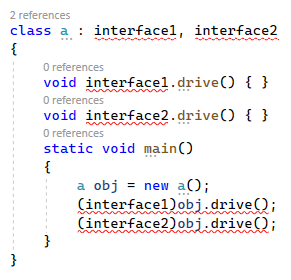 2 references
class a : interface1, interface2
{
0 references
void interface1.drive() { }
0 references
void interface2.drive() { }
0 references
static void main()
{
a obj = new a();
(interface1)obj.drive();
(interface2)obj.drive();
}
}